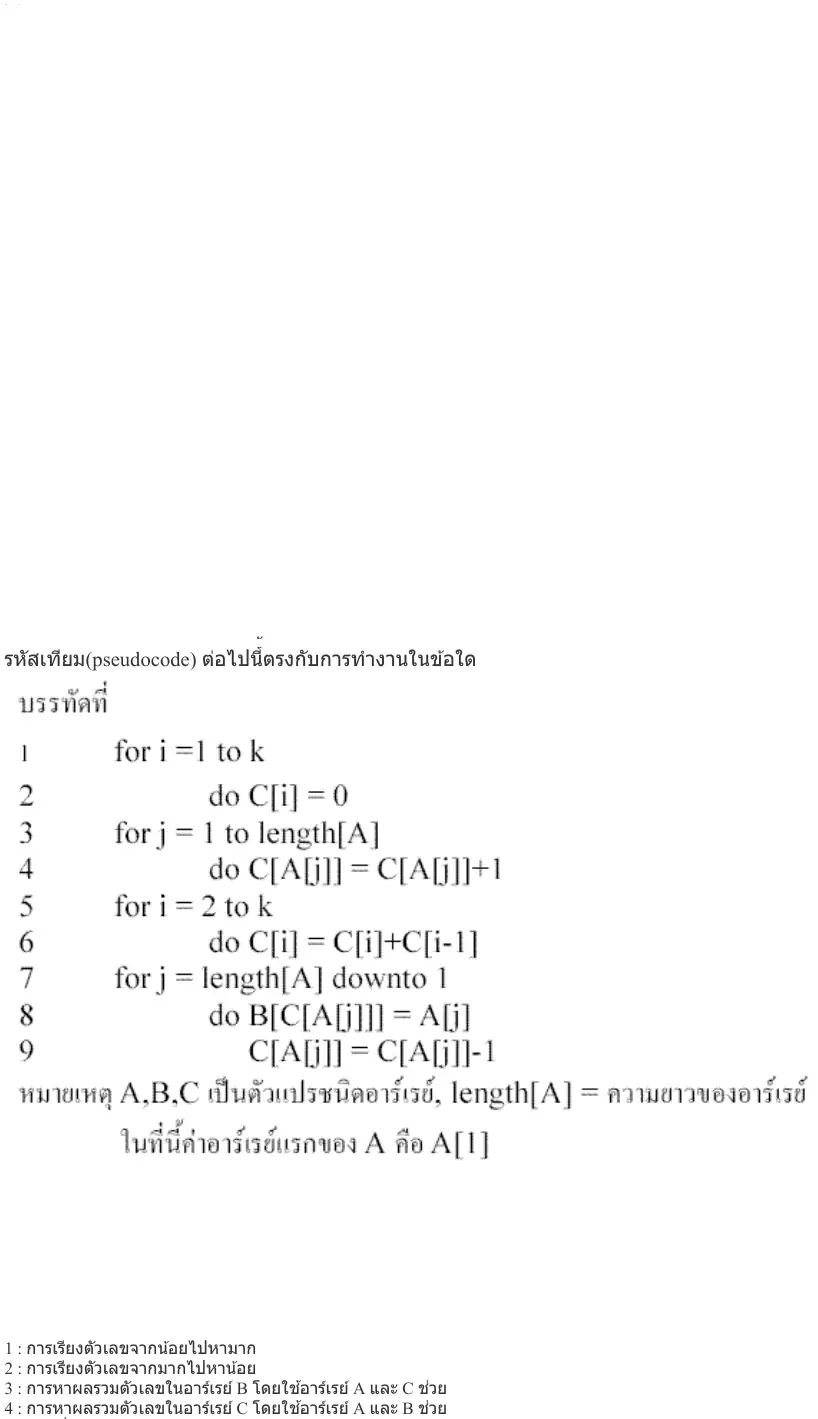 รหัสเทียม(pseudocode) ต่อไปนี้ตรงกับการทำงานในข้อใด
บรรทัดที่
1 for i =1 to k
2 do C[i] = 0
3 for j = 1 to length[A]
4 do C[A[j]] = C[A[j]]+1
5 for i = 2 to k
6 do C[i] = C[i]+C[i-1]
7 for j = length[A] downto 1
8 do B[C[A[j]]] = A[j]
9 C[A[j]] = C[A[j]]-1
หมายเหตุ A,B,C เป็นตัวแปรชนิดอาร์เรย์, length[A] = ความยาวของอาร์เรย์
ในที่นี้ค่าอาร์เรย์แรกของ A คือ A[1]
1 : การเรียงตัวเลขจากน้อยไปหามาก
2 : การเรียงตัวเลขจากมากไปหาน้อย
3 : การหาผลรวมตัวเลขในอาร์เรย์ B โดยใช้อาร์เรย์ A และ C ช่วย
4 : การหาผลรวมตัวเลขในอาร์เรย์ C โดยใช้อาร์เรย์ A และ B ช่วย